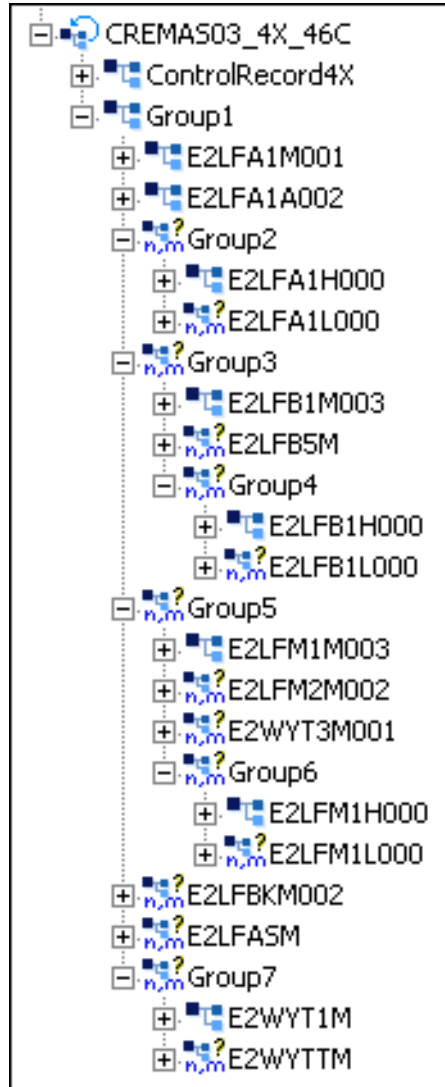 CREMAS03_4X_46C
ControlRecord4X
Group1
E2LFA1M001
E2LFA1A002
n,m? Group2
E2LFA1H000
n,m? E2LFA1L000
n,m? Group3
E2LFB1M003
n,m? E2LFB5M
n,m? Group4
E2LFB1H000
n,m? E2LFB1L000
n,m? Group5
E2LFM1M003
n,m? E2LFM2M002
n,m? E2WYT3M001
n,m? Group6
E2LFM1H000
n,m? E2LFM1L000
n,m? E2LFBKM002
n,m? E2LFASM
n,m? Group7
E2WYT1M
n,m? E2WYTTM